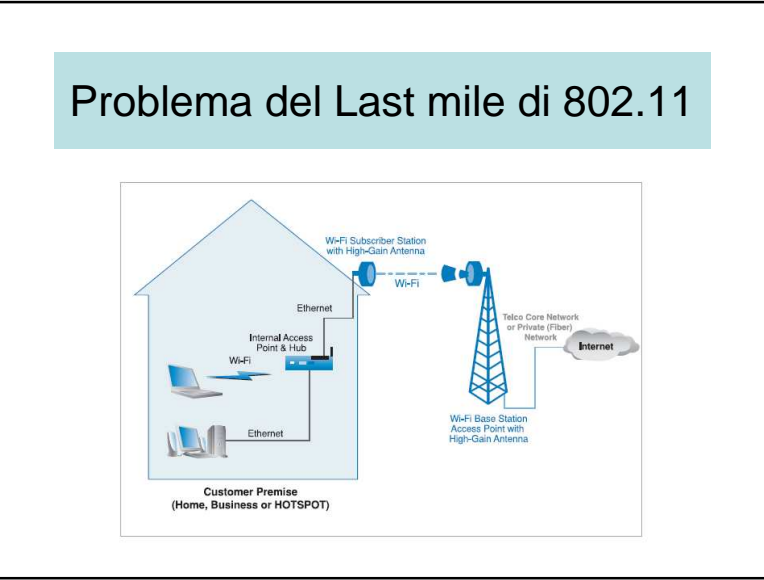 Problema del Last mile di 802.11
Wi-Fi Subscriber Station
with High-Gain Antenna
Wi-Fi
Ethernet
Telco Core Network
or Private (Fiber)
Network
Internet
Internal Access
Point & Hub
Wi-Fi
Ethernet
Wi-Fi Base Station
Access Point with
High-Gain Antenna
Customer Premise
(Home, Business or HOTSPOT)